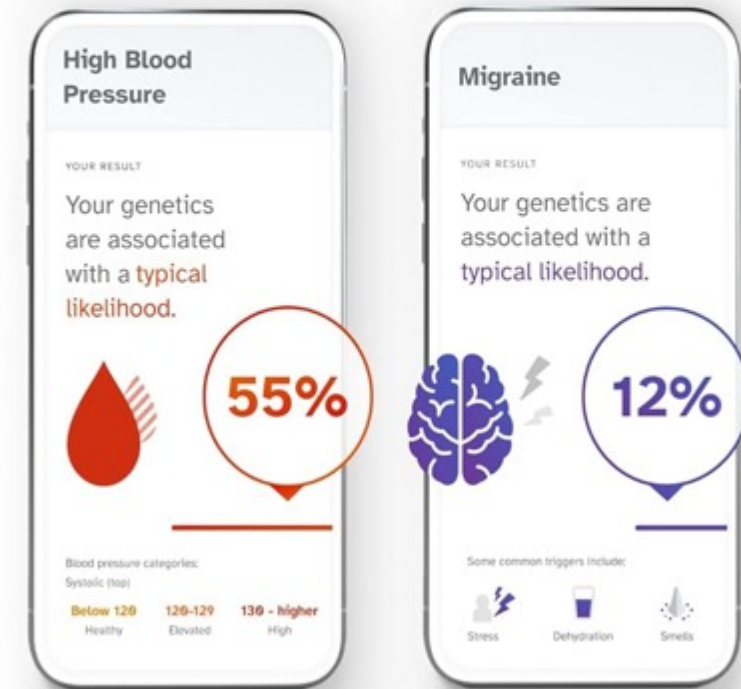 High Blood
Pressure
YOUR RESULT
Your genetics
are associated
with a typical
likelihood.
55%
Blood pressure categories:
Systolic (top)
Below 120
Healthy
120-129
Elevated
130 - higher
High
Migraine
YOUR RESULT
Your genetics are
associated with a
typical likelihood.
12%
Some common triggers include:
Stress
Dehydration
Smells